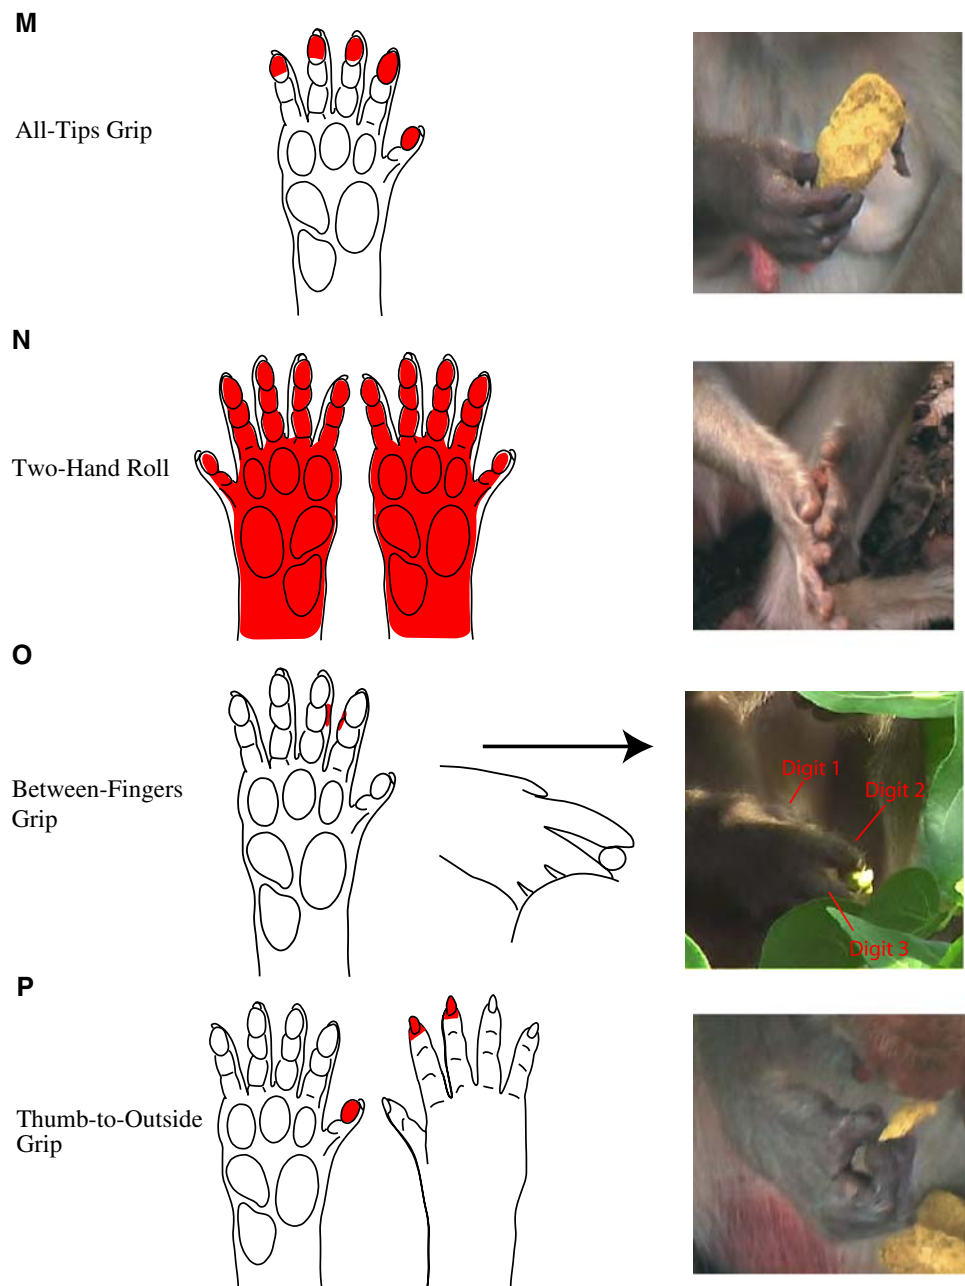 M
All-Tips Grip
N
Two-Hand Roll
O
Between-Fingers
Grip
Digit 1
Digit 2
Digit 3
P
Thumb-to-Outside
Grip